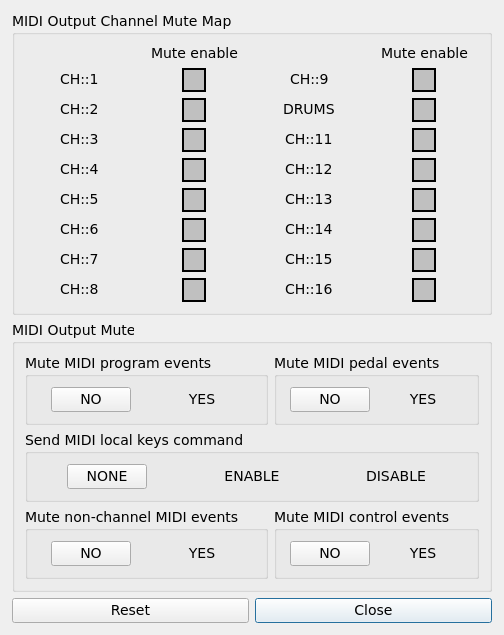 MIDI Output Channel Mute Map
Mute enable Mute enable
CH::1 CH::9
CH::2 DRUMS
CH::3 CH::11
CH::4 CH::12
CH::5 CH::13
CH::6 CH::14
CH::7 CH::15
CH::8 CH::16
MIDI Output Mute
Mute MIDI program events Mute MIDI pedal events
NO YES NO YES
Send MIDI local keys command
NONE ENABLE DISABLE
Mute non-channel MIDI events Mute MIDI control events
NO YES NO YES
Reset Close